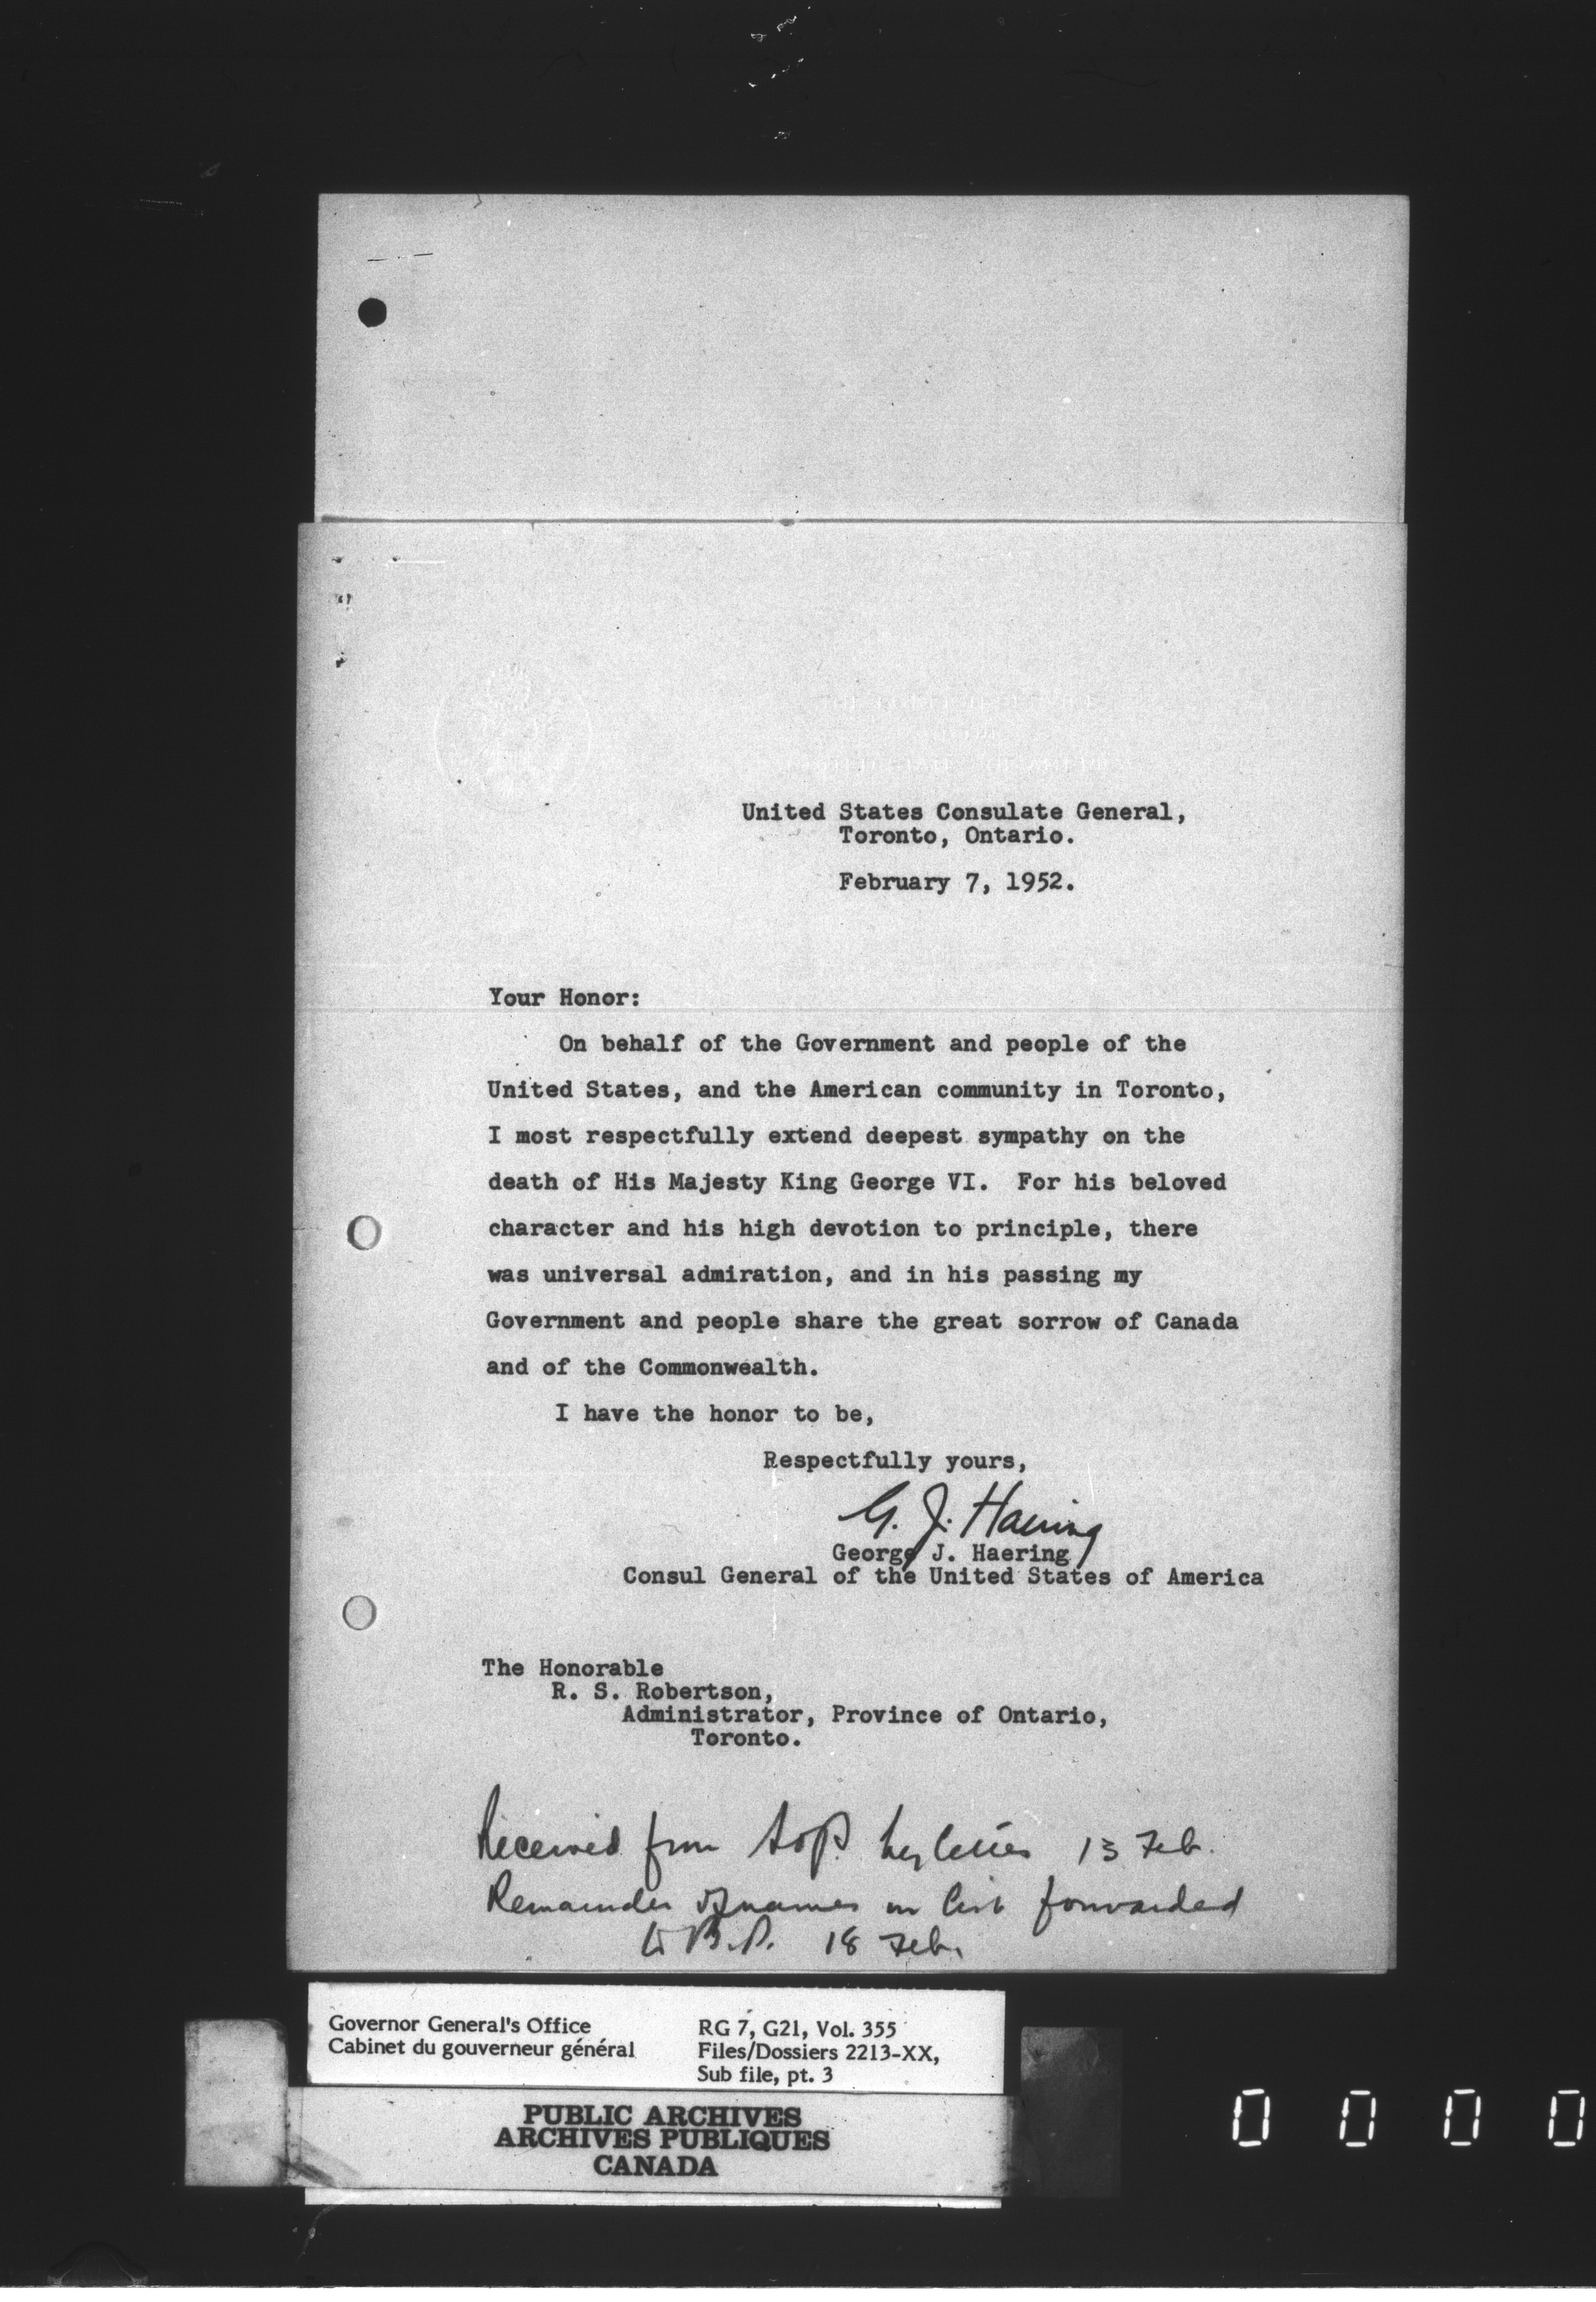 United States Consulate General,
Toronto, Ontario.
February 7, 1952.
Your Honor:
On behalf of the Government and people of the
United States, and the American community in Toronto,
I most respectfully extend deepest sympathy on the
death of His Majesty King George VI. For his beloved
character and his high devotion to principle, there
was universal admiration, and in his passing my
Government and people share the great sorrow of Canada
and of the Commonwealth.
I have the honor to be,
Respectfully yours,
G. J. Haering
George J. Haering
Consul General of the United States of America
The Honorable
R. S. Robertson,
Administrator, Province of Ontario,
Toronto.
Received from 13 Feb.
Remainder of names in list forwarded
to B.P. 18 Feb.
Governor General's Office
Cabinet du gouverneur général
RG 7, G21, Vol. 355
Files/Dossiers 2213-XX,
Sub file, pt. 3
PUBLIC ARCHIVES
ARCHIVES PUBLIQUES
CANADA
0 0 0 0